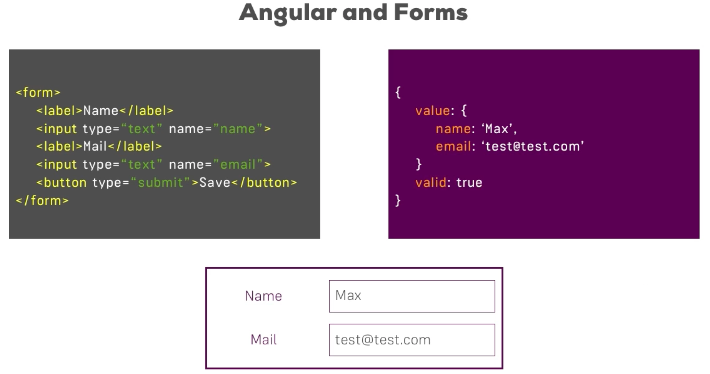 Angular and Forms
<form>
<label>Name</label>
<input type="text" name="name">
<label>Mail</label>
<input type="text" name="email">
<button type="submit">Save</button>
</form>
{
value: {
name: ‘Max’,
email: ‘test@test.com’
}
valid: true
}
Name Max
Mail test@test.com